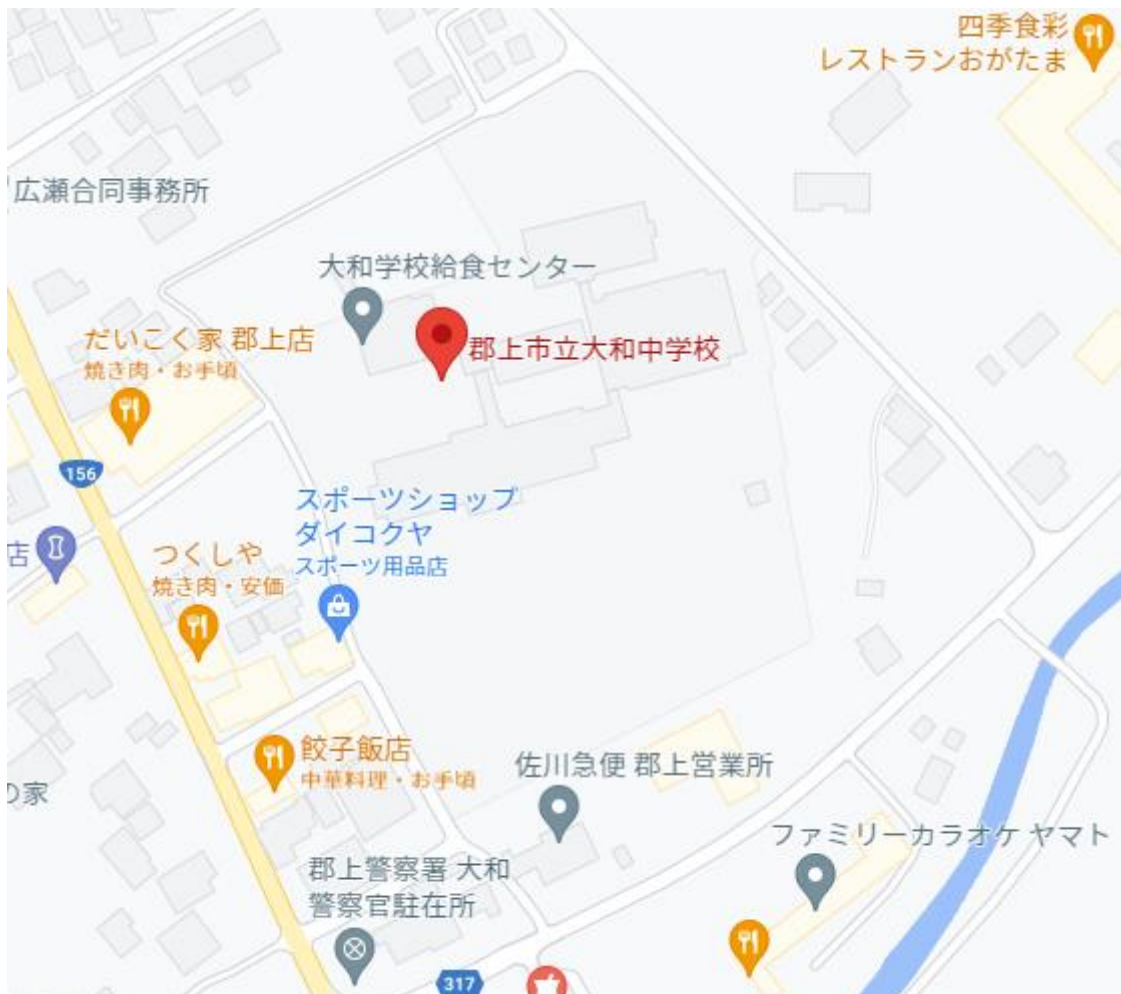 四季食彩
レストランおがたま
広瀬合同事務所
大和学校給食センター
だいこく家 郡上店
焼き肉・お手頃
郡上市立大和中学校
156
スポーツショップ
ダイコクヤ
スポーツ用品店
店
つくしや
焼き肉・安価
餃子飯店
中華料理・お手頃
佐川急便 郡上営業所
の家
ファミリーカラオケ ヤマト
郡上警察署 大和
警察官駐在所
317